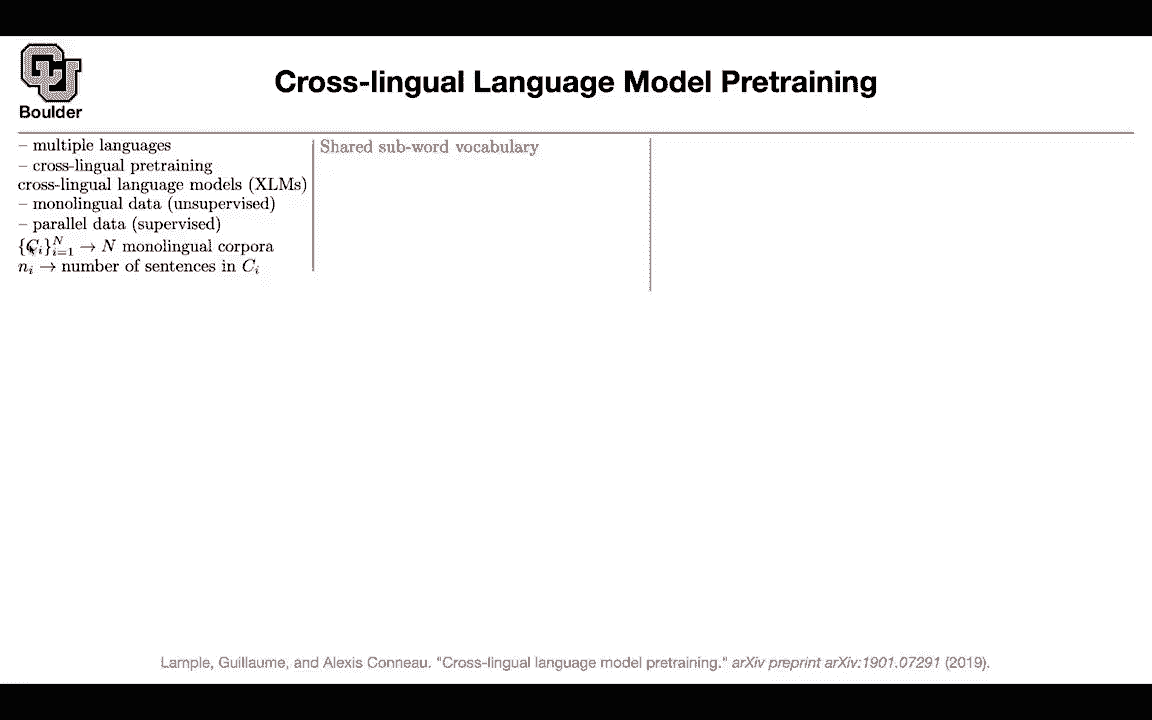 Boulder
Cross-lingual Language Model Pretraining
– multiple languages
– cross-lingual pretraining
cross-lingual language models (XLMs)
– monolingual data (unsupervised)
– parallel data (supervised)
$\{C_i\}_{i=1}^N \to N$ monolingual corpora
$n_i \to$ number of sentences in $C_i$
Shared sub-word vocabulary
Lample, Guillaume, and Alexis Conneau. "Cross-lingual language model pretraining." arXiv preprint arXiv:1901.07291 (2019).